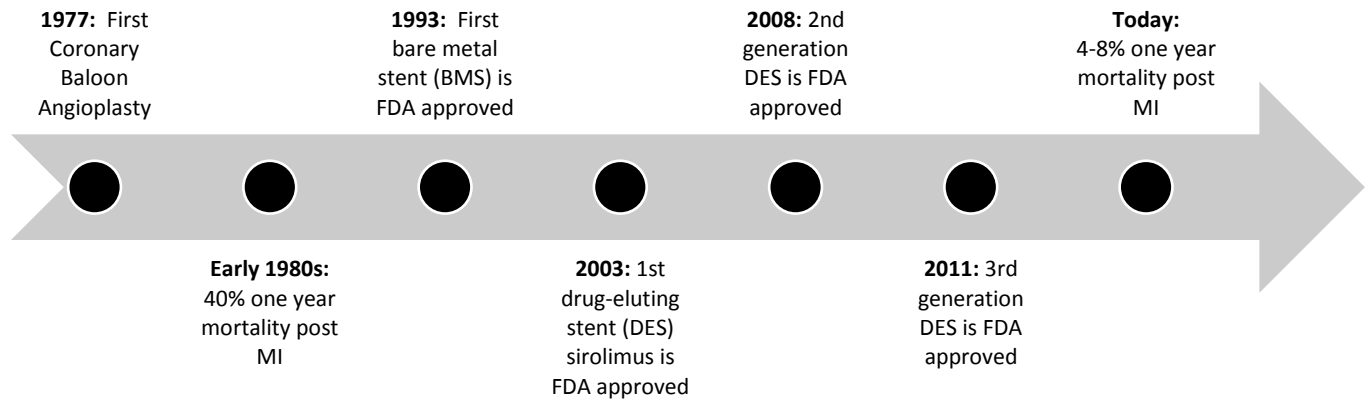 1977: First
Coronary
Baloon
Angioplasty
Early 1980s:
40% one year
mortality post
MI
1993: First
bare metal
stent (BMS) is
FDA approved
2003: 1st
drug-eluting
stent (DES)
sirolimus is
FDA approved
2008: 2nd
generation
DES is FDA
approved
2011: 3rd
generation
DES is FDA
approved
Today:
4-8% one year
mortality post
MI